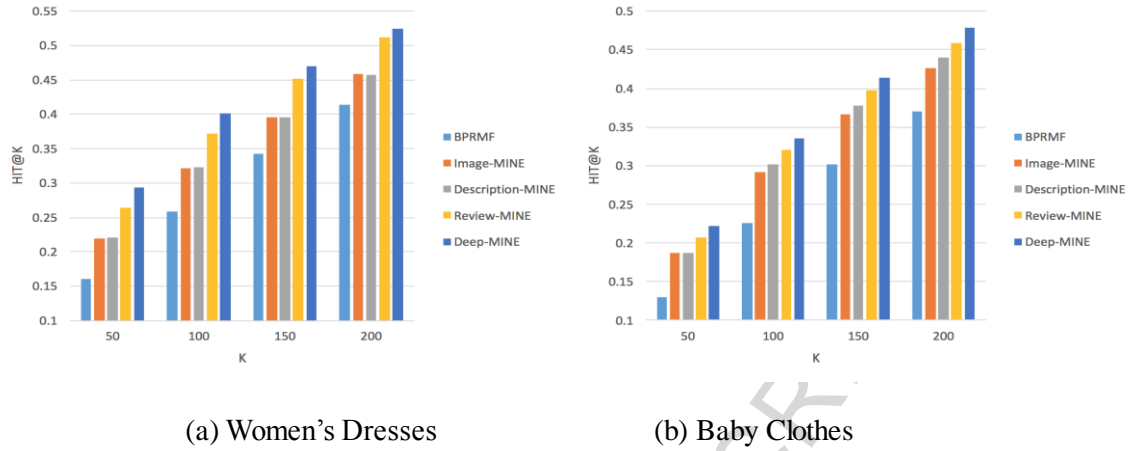 0.55
0.5
0.45
0.4
0.35
0.3
0.25
0.2
0.15
0.1
HIT@K
50 100 150 200
K
BPRMF
Image-MINE
Description-MINE
Review-MINE
Deep-MINE
0.5
0.45
0.4
0.35
0.3
0.25
0.2
0.15
0.1
HIT@K
50 100 150 200
K
BPRMF
Image-MINE
Description-MINE
Review-MINE
Deep-MINE
(a) Women’s Dresses
(b) Baby Clothes